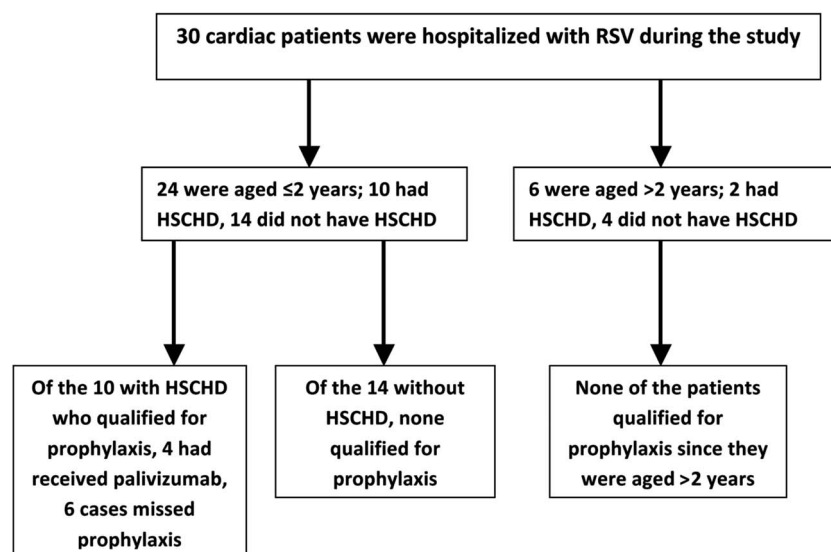 30 cardiac patients were hospitalized with RSV during the study
24 were aged ≤2 years; 10 had
HSCHD, 14 did not have HSCHD
6 were aged >2 years; 2 had
HSCHD, 4 did not have HSCHD
Of the 10 with HSCHD
who qualified for
prophylaxis, 4 had
received palivizumab,
6 cases missed
prophylaxis
Of the 14 without
HSCHD, none
qualified for
prophylaxis
None of the patients
qualified for
prophylaxis since they
were aged >2 years